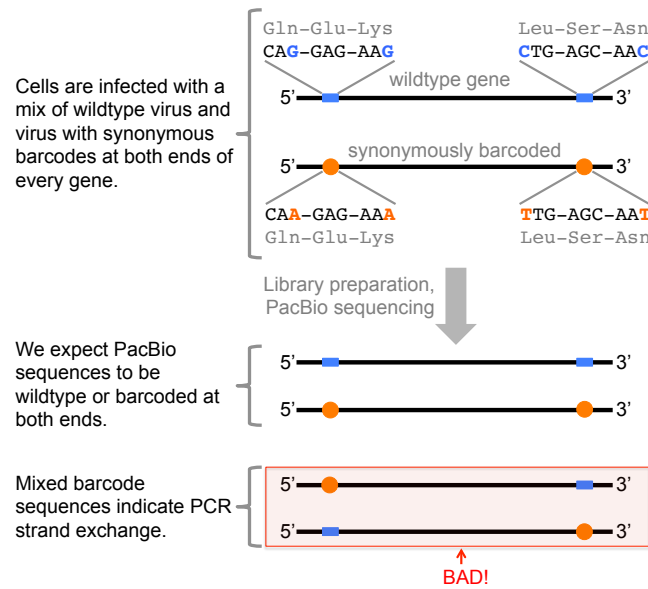 Gln-Glu-Lys
Leu-Ser-Asn
CAG-GAG-AAG
CTG-AGC-AAC
Cells are infected with a
mix of wildtype virus and
virus with synonymous
barcodes at both ends of
every gene.
wildtype gene
5’
3’
synonymously barcoded
5’
3’
CAA-GAG-AAA
TTG-AGC-AAT
Gln-Glu-Lys
Leu-Ser-Asn
Library preparation,
PacBio sequencing
We expect PacBio
sequences to be
wildtype or barcoded at
both ends.
5’
3’
5’
3’
Mixed barcode
sequences indicate PCR
strand exchange.
5’
3’
5’
3’
BAD!